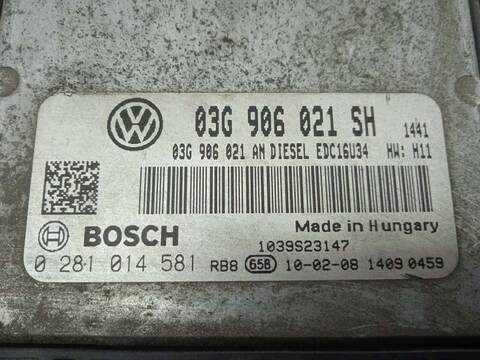 03G 906 021 SH 1441
03G 906 021 AN DIESEL EDC16U34 HW: H11
BOSCH
Made in Hungary
1039S23147
0 281 014 581 RB8 65B 10-02-08 1409 0459